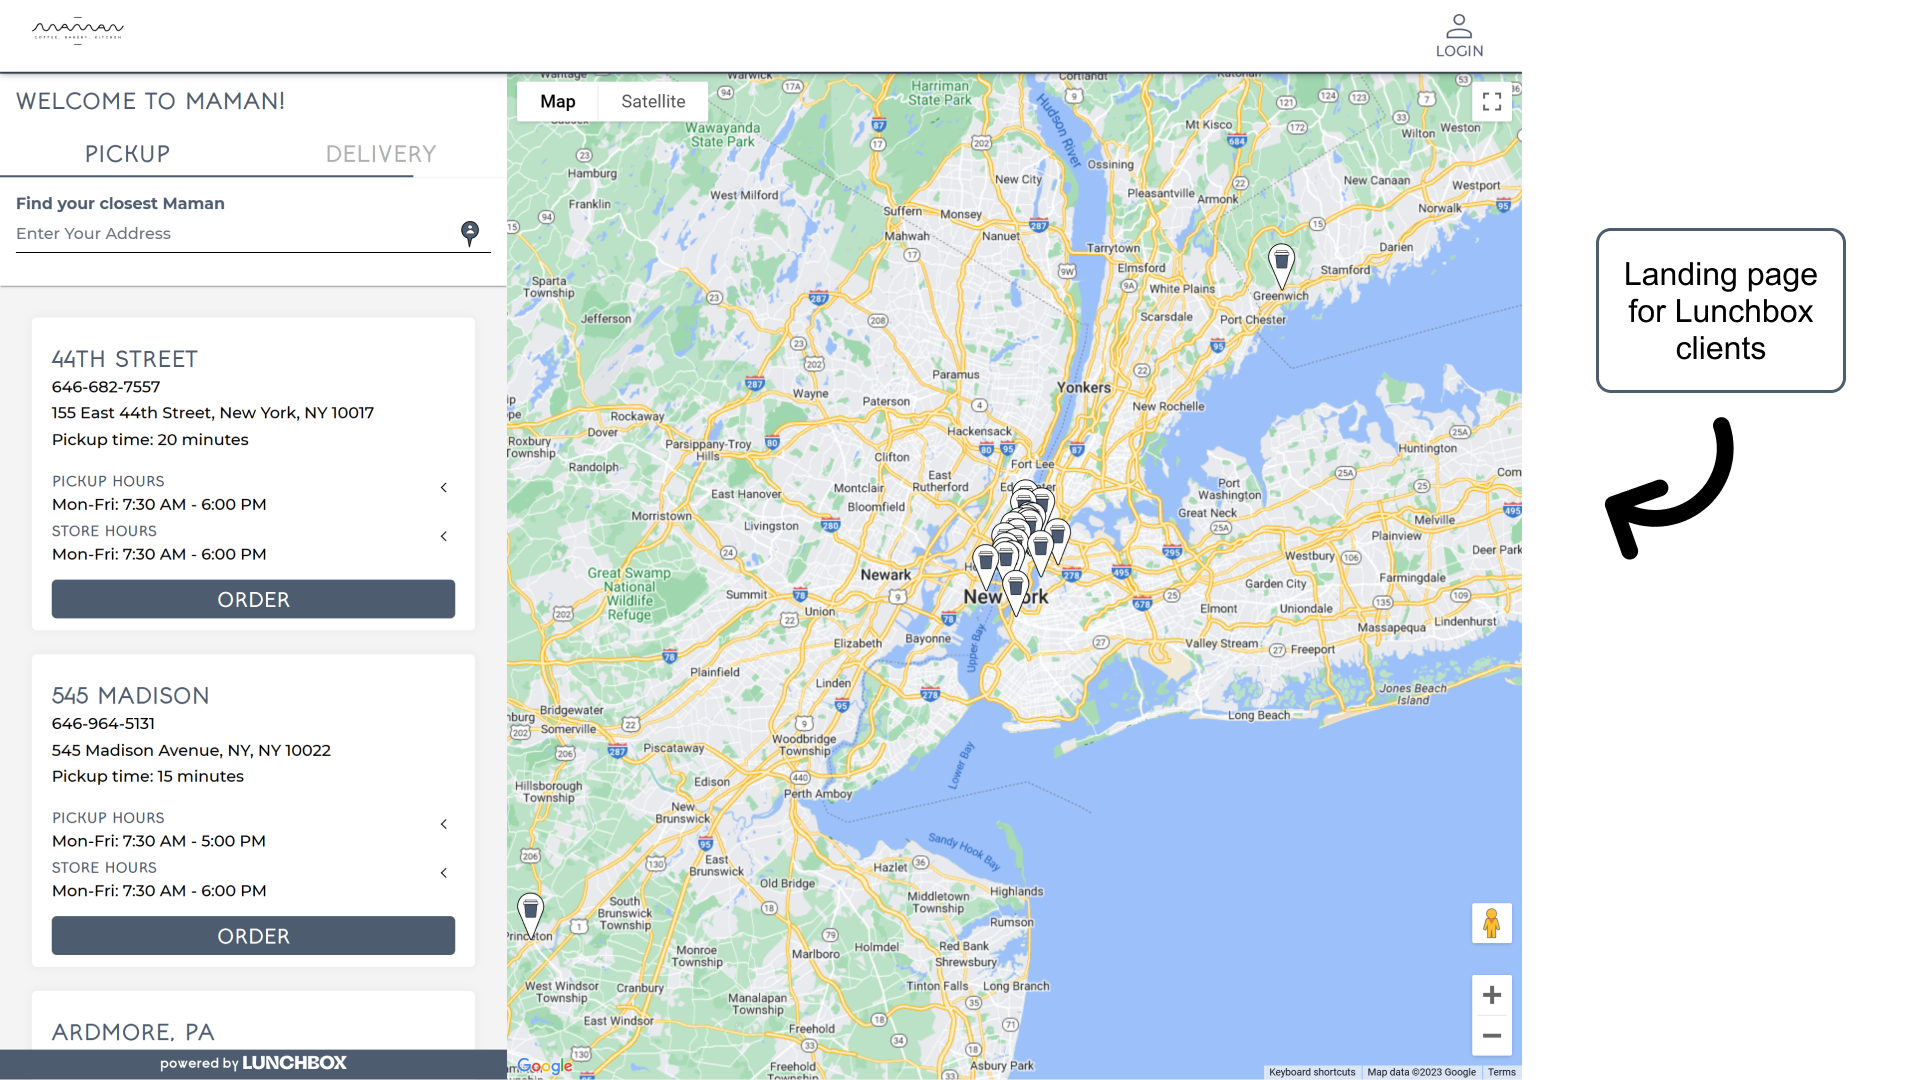 MAMAN
COFFEE. BAKERY. KITCHEN
LOGIN
WELCOME TO MAMAN!
PICKUP
DELIVERY
Find your closest Maman
Enter Your Address
44TH STREET
646-682-7557
155 East 44th Street, New York, NY 10017
Pickup time: 20 minutes
PICKUP HOURS
Mon-Fri: 7:30 AM - 6:00 PM
STORE HOURS
Mon-Fri: 7:30 AM - 6:00 PM
ORDER
545 MADISON
646-964-5131
545 Madison Avenue, NY, NY 10022
Pickup time: 15 minutes
PICKUP HOURS
Mon-Fri: 7:30 AM - 5:00 PM
STORE HOURS
Mon-Fri: 7:30 AM - 6:00 PM
ORDER
ARDMORE, PA
powered by LUNCHBOX
Map
Satellite
Warwick
Cortlandt
Harriman
State Park
Hudson River
Wawayanda
State Park
Mt Kisco
Wilton
Weston
Hamburg
Ossining
New City
New Canaan
Westport
West Milford
Pleasantville
Armonk
Franklin
Suffern
Monsey
Norwalk
Mahwah
Nanuet
Tarrytown
Darien
Elmsford
Stamford
Sparta
Township
White Plains
Greenwich
Jefferson
Scarsdale
Port Chester
Paramus
Yonkers
Wayne
Paterson
New Rochelle
Rockaway
Hackensack
Dover
Parsippany-Troy
Hills
Roxbury
Township
Clifton
Fort Lee
Huntington
Randolph
East
Rutherford
Port
Washington
East Hanover
Montclair
Bloomfield
Great Neck
Morristown
Livingston
Melville
Plainview
Deer Park
Westbury
Great Swamp
National
Wildlife
Refuge
Newark
Garden City
Farmingdale
Summit
New York
Union
Elmont
Uniondale
Lindenhurst
Massapequa
Elizabeth
Bayonne
Upper Bay
Valley Stream
Freeport
Plainfield
Linden
Jones Beach
Island
Long Beach
Bridgewater
Somerville
Woodbridge
Township
Piscataway
Lower Bay
Edison
Hillsborough
Township
Perth Amboy
New
Brunswick
Sandy Hook Bay
East
Brunswick
Hazlet
Old Bridge
Highlands
Middletown
Township
South
Brunswick
Township
Rumson
Princeton
Monroe
Township
Marlboro
Holmdel
Red Bank
Shrewsbury
West Windsor
Township
Cranbury
Tinton Falls
Long Branch
Manalapan
Township
East Windsor
Freehold
Freehold
Township
Asbury Park
Google
Keyboard shortcuts
Map data ©2023 Google
Terms
Landing page
for Lunchbox
clients